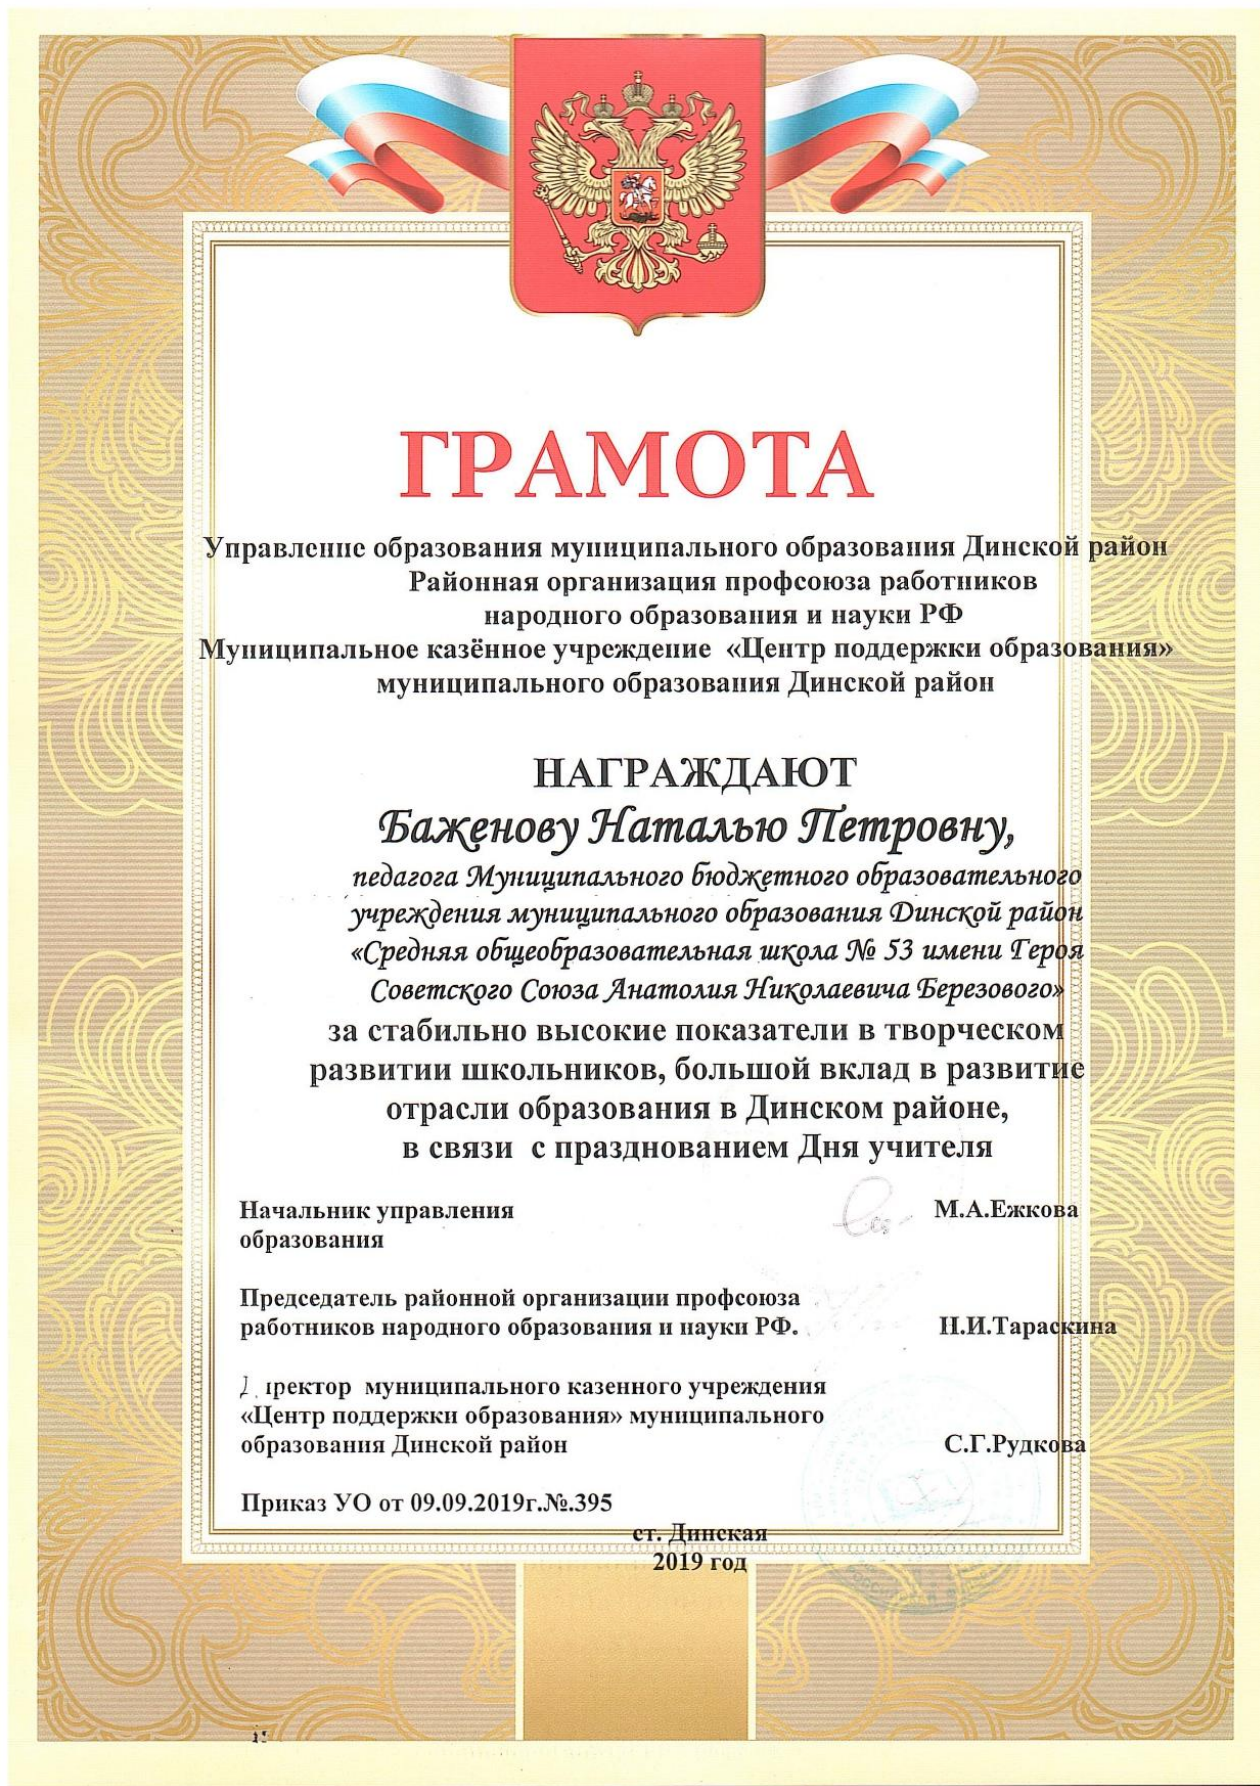 ГРАМОТА
Управление образования муниципального образования Динской район
Районная организация профсоюза работников
народного образования и науки РФ
Муниципальное казённое учреждение «Центр поддержки образования»
муниципального образования Динской район
НАГРАЖДАЮТ
Баженову Наталью Петровну,
педагога Муниципального бюджетного образовательного
учреждения муниципального образования Динской район
«Средняя общеобразовательная школа № 53 имени Героя
Советского Союза Анатолия Николаевича Березового»
за стабильно высокие показатели в творческом
развитии школьников, большой вклад в развитие
отрасли образования в Динском районе,
в связи с празднованием Дня учителя
Начальник управления М.А.Ежкова
образования
Председатель районной организации профсоюза
работников народного образования и науки РФ. Н.И.Тараскина
Директор муниципального казенного учреждения
«Центр поддержки образования» муниципального
образования Динской район С.Г.Рудкова
Приказ УО от 09.09.2019г.№.395
ст. Динская
2019 год